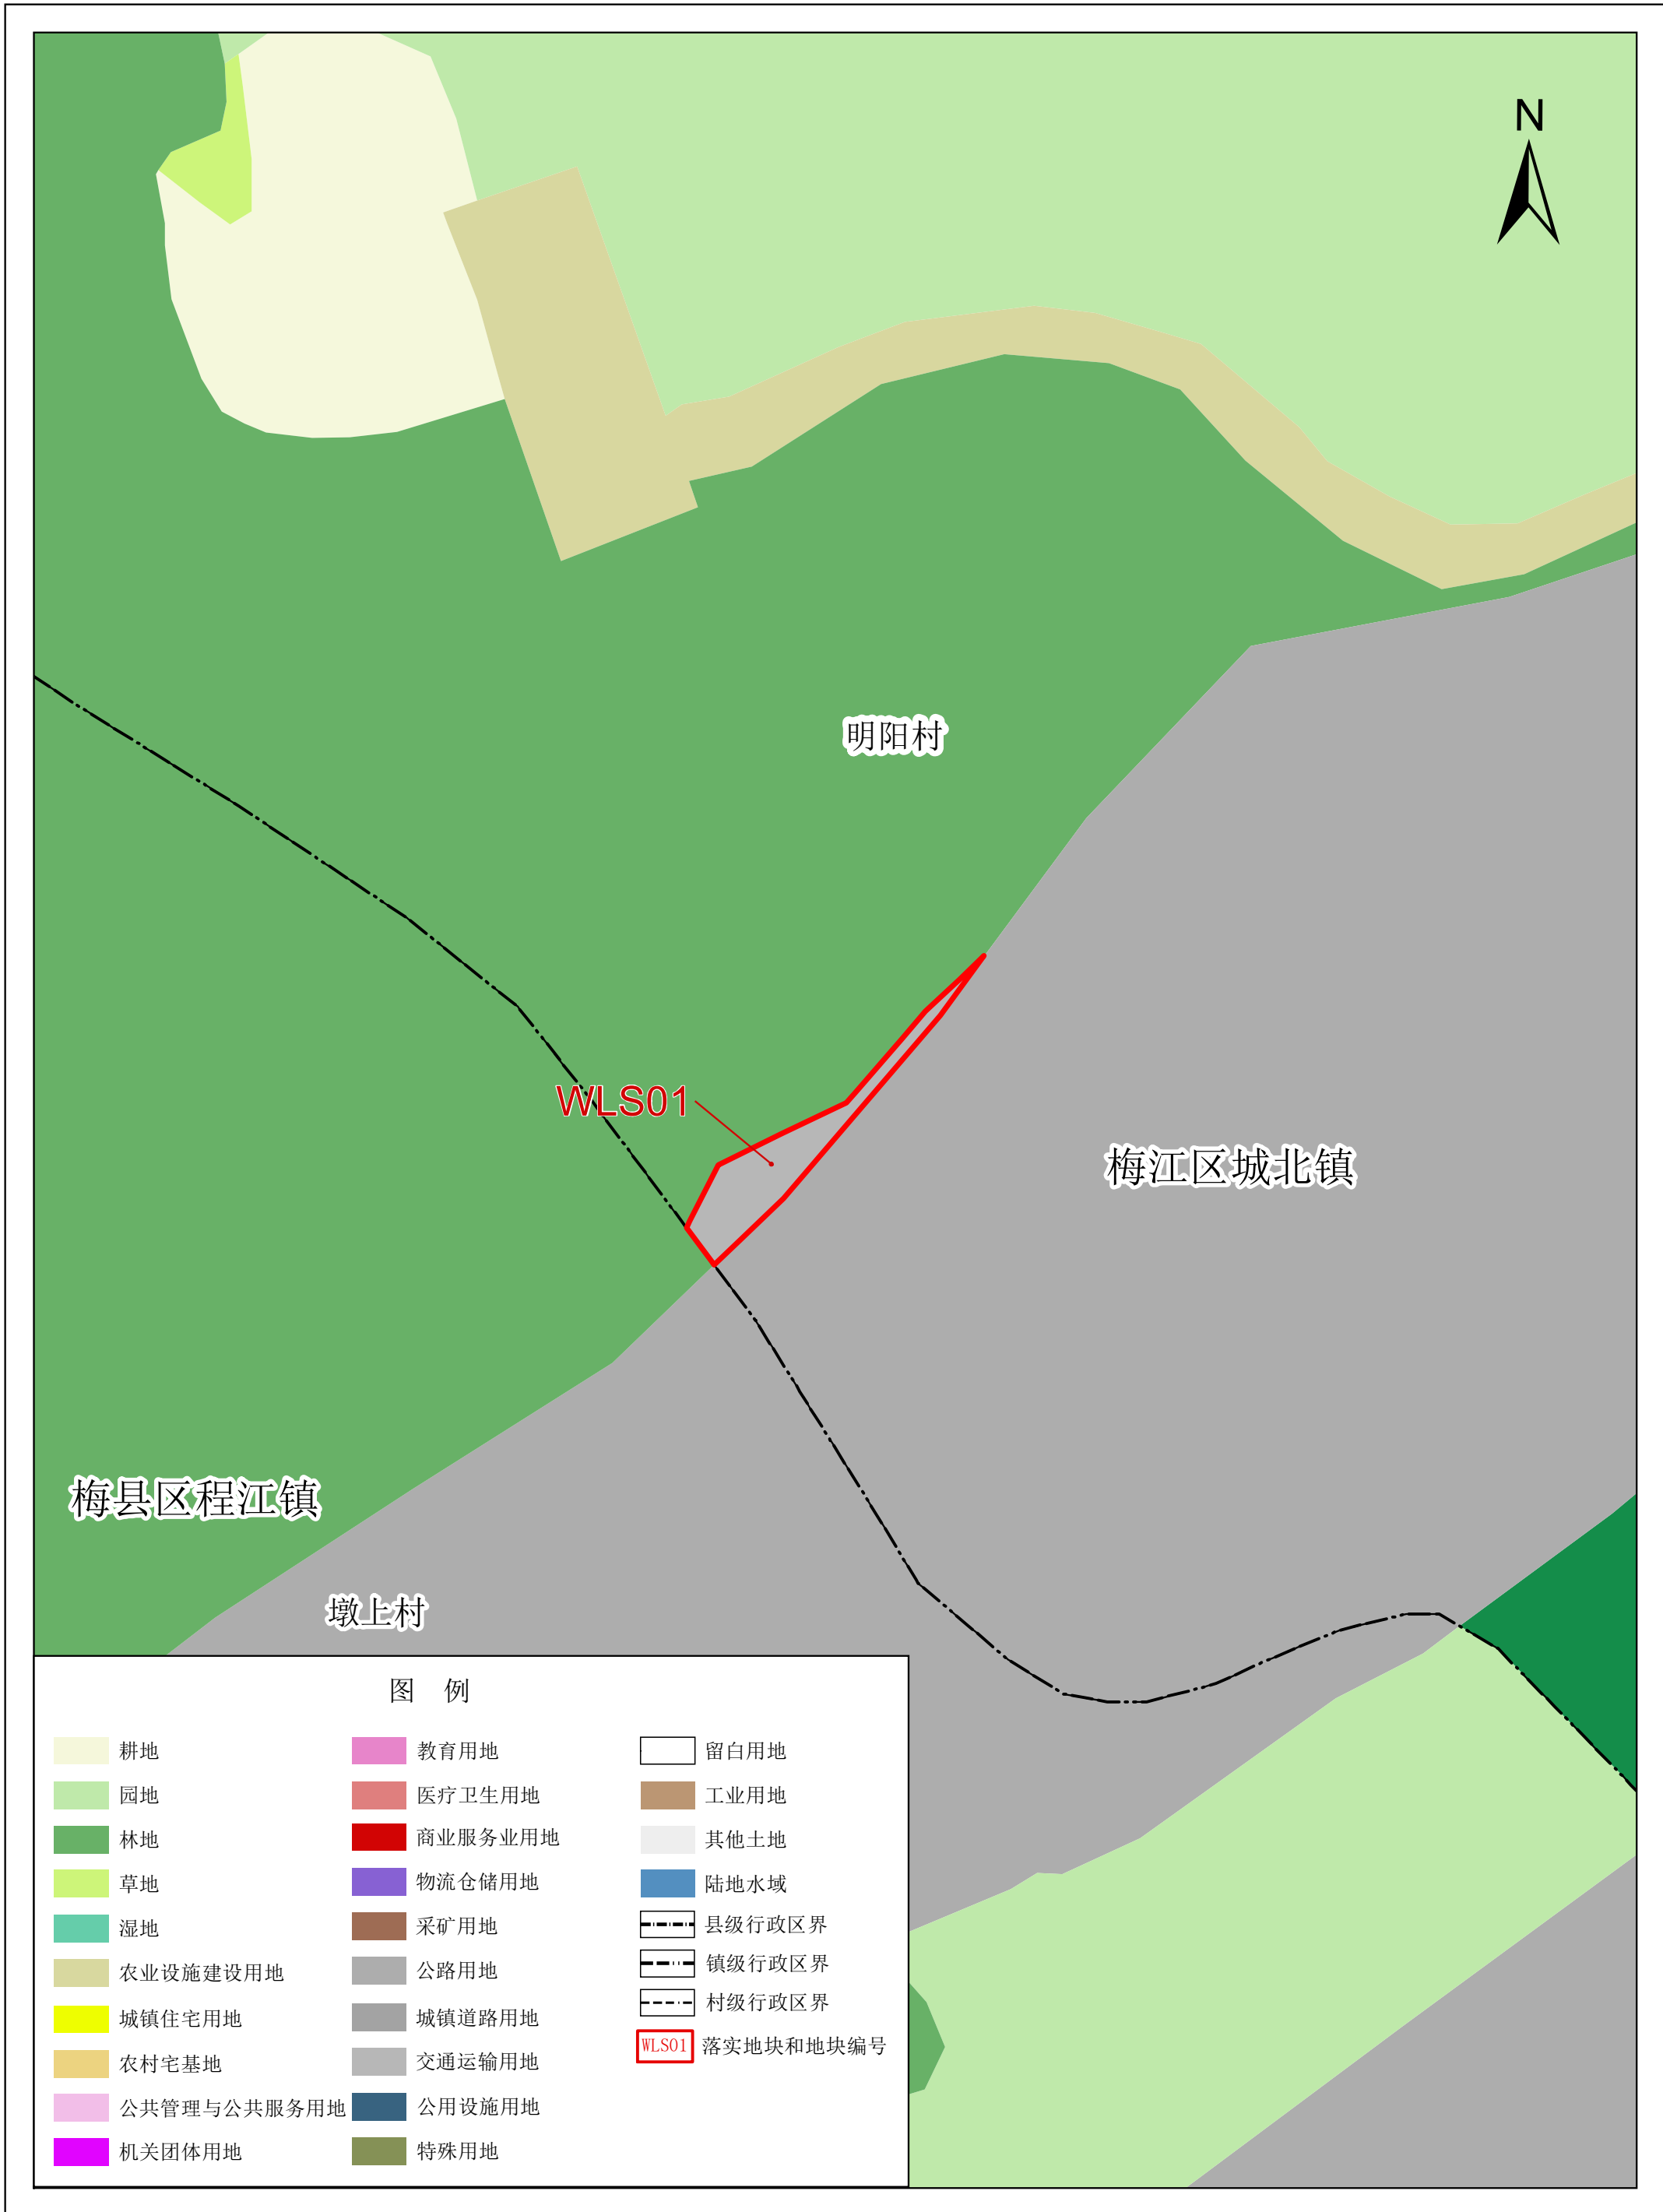 N
明阳村
WLS01
梅江区城北镇
梅县区程江镇
墩上村
图 例
耕地
园地
林地
草地
湿地
农业设施建设用地
城镇住宅用地
农村宅基地
公共管理与公共服务用地
机关团体用地
教育用地
医疗卫生用地
商业服务业用地
物流仓储用地
采矿用地
公路用地
城镇道路用地
交通运输用地
公用设施用地
特殊用地
留白用地
工业用地
其他土地
陆地水域
县级行政区界
镇级行政区界
村级行政区界
WLS01 落实地块和地块编号